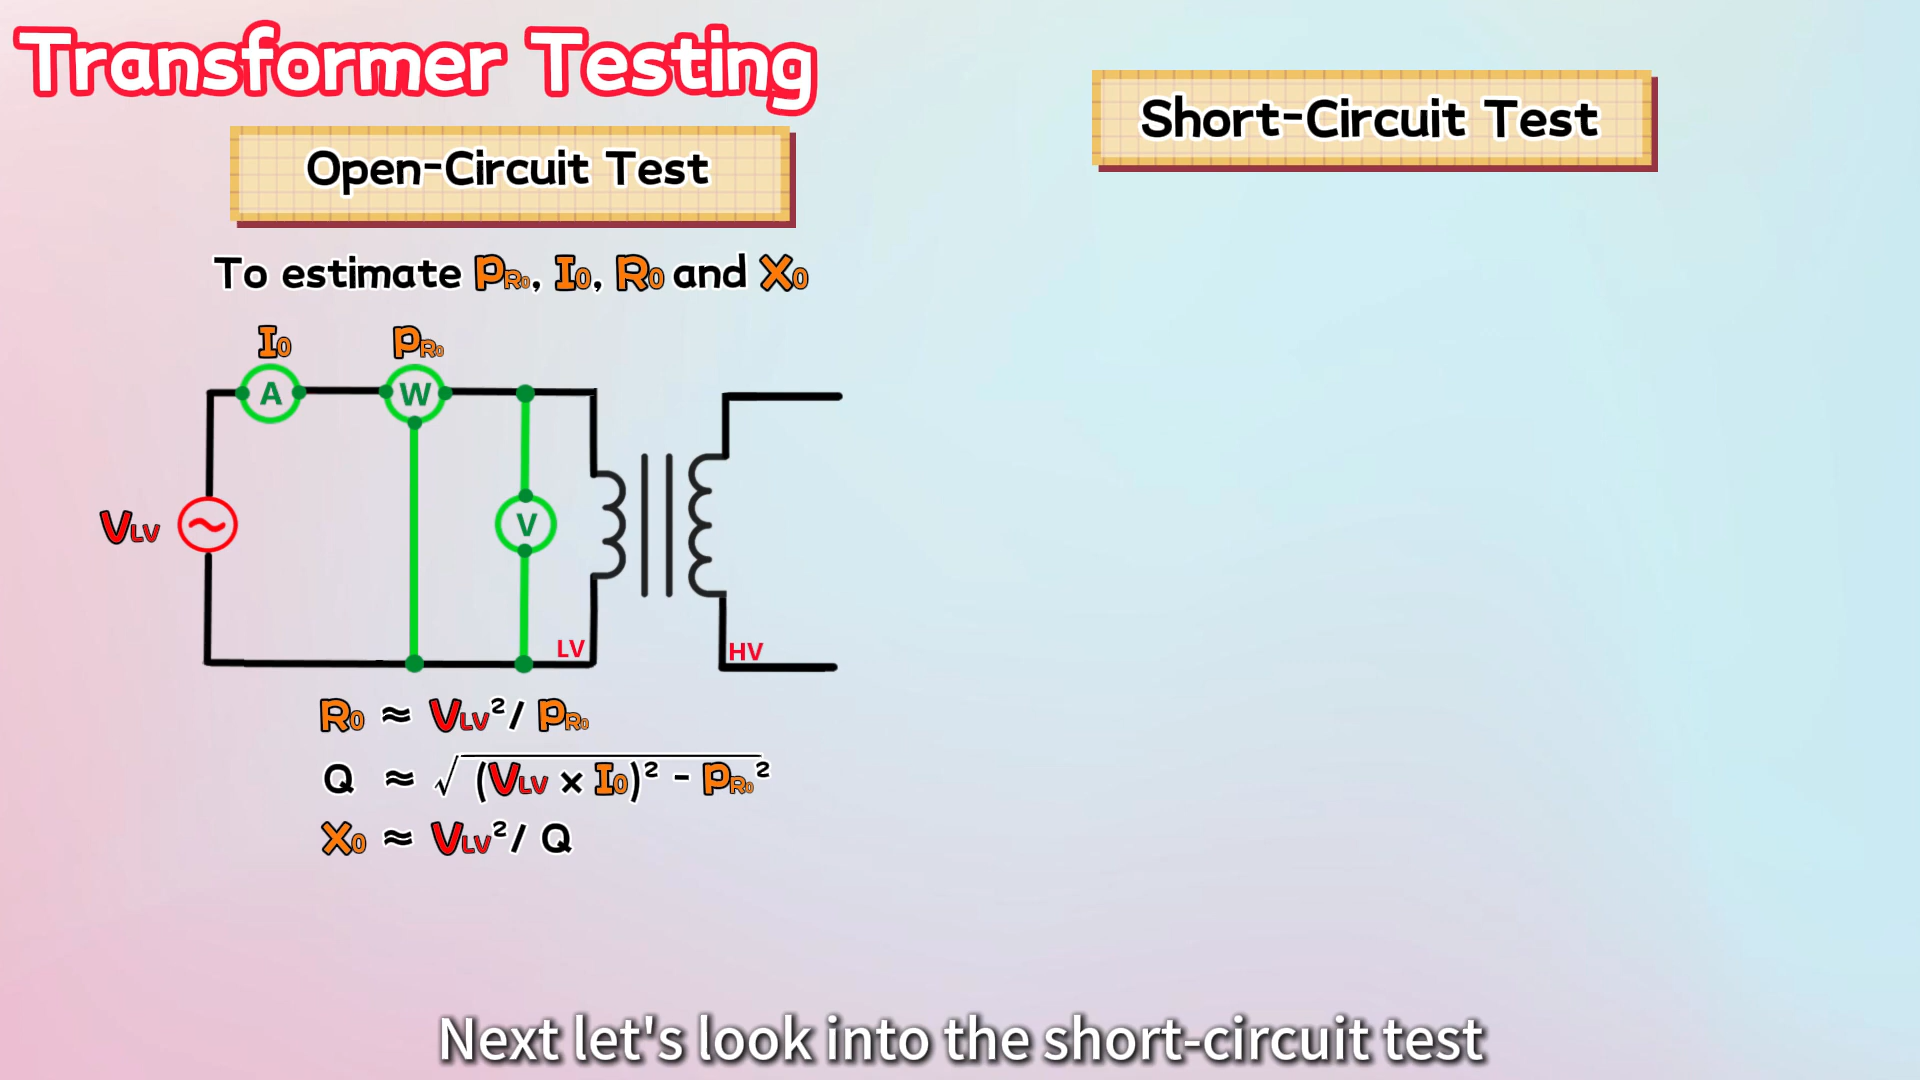 Transformer Testing
Open-Circuit Test
To estimate PR₀, I₀, R₀ and X₀
I₀
PR₀
A
W
V
VLV
LV
HV
R₀ ≈ VLV² / PR₀
Q ≈ √(VLV × I₀)² - PR₀²
X₀ ≈ VLV² / Q
Short-Circuit Test
Next let's look into the short-circuit test